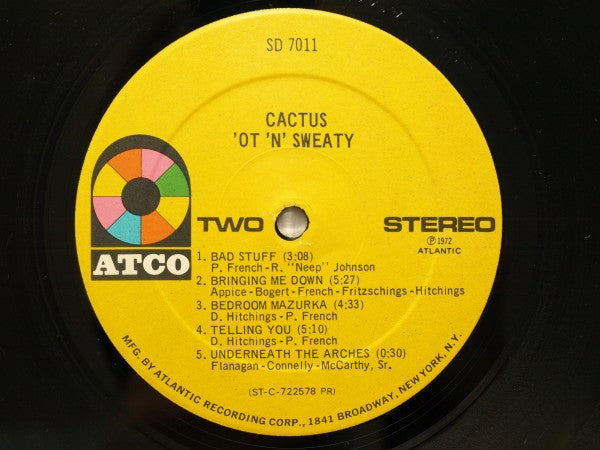 SD 7011
CACTUS
'OT 'N' SWEATY
ATCO
TWO
STEREO
Ⓟ 1972
ATLANTIC
1. BAD STUFF (3:08)
P. French-R. "Neep" Johnson
2. BRINGING ME DOWN (5:27)
Appice-Bogert-French-Fritzschings-Hitchings
3. BEDROOM MAZURKA (4:33)
D. Hitchings-P. French
4. TELLING YOU (5:10)
D. Hitchings-P. French
5. UNDERNEATH THE ARCHES (0:30)
Flanagan-Connelly-McCarthy, Sr.
(ST-C-722578 PR)
MFG. BY ATLANTIC RECORDING CORP., 1841 BROADWAY, NEW YORK, N.Y.